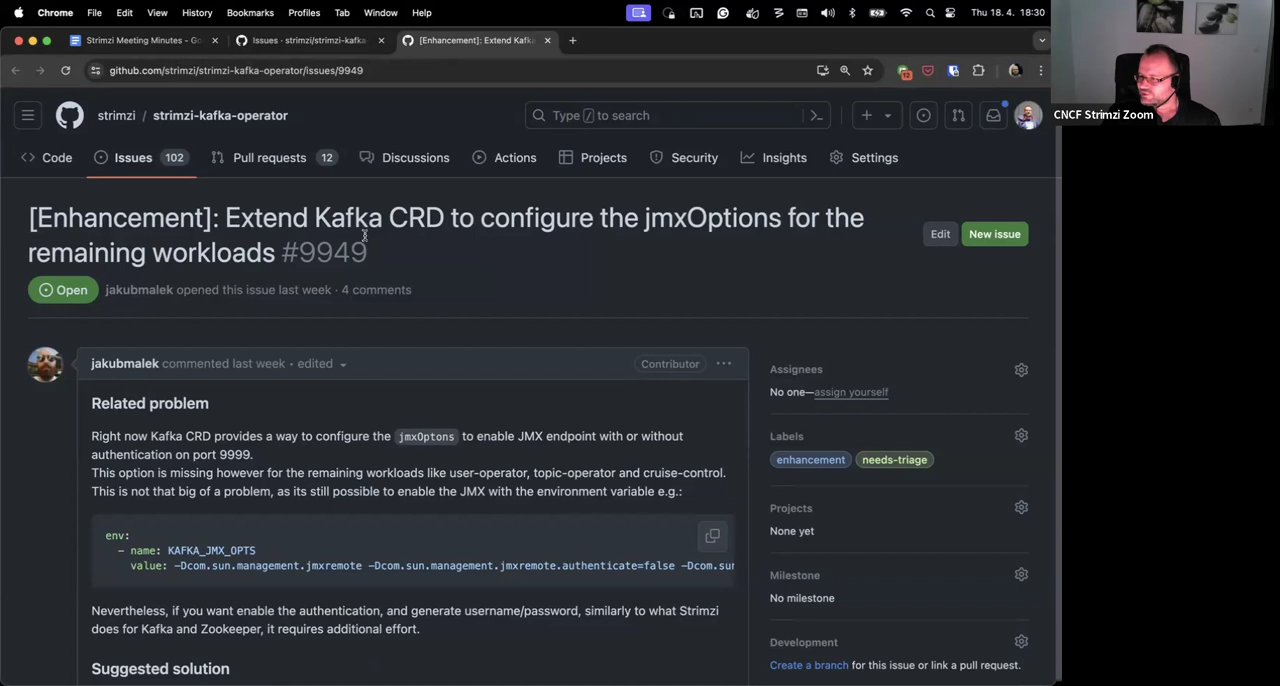 Chrome File Edit View History Bookmarks Profiles Tab Window Help Thu 18. 4. 18:30
Strimzi Meeting Minutes - Go
Issues · strimzi/strimzi-kafka-
[Enhancement]: Extend Kafk
github.com/strimzi/strimzi-kafka-operator/issues/9949
12
CNCF Strimzi Zoom
strimzi / strimzi-kafka-operator
Type / to search
Code
Issues 102
Pull requests 12
Discussions
Actions
Projects
Security
Insights
Settings
[Enhancement]: Extend Kafka CRD to configure the jmxOptions for the
remaining workloads #9949
Edit
New issue
Open
jakubmalek opened this issue last week · 4 comments
jakubmalek commented last week • edited
Contributor
Related problem
Right now Kafka CRD provides a way to configure the jmxOptons to enable JMX endpoint with or without
authentication on port 9999.
This option is missing however for the remaining workloads like user-operator, topic-operator and cruise-control.
This is not that big of a problem, as its still possible to enable the JMX with the environment variable e.g.:
env:
- name: KAFKA_JMX_OPTS
value: -Dcom.sun.management.jmxremote -Dcom.sun.management.jmxremote.authenticate=false -Dcom.sun
Nevertheless, if you want enable the authentication, and generate username/password, similarly to what Strimzi
does for Kafka and Zookeeper, it requires additional effort.
Suggested solution
Assignees
No one—assign yourself
Labels
enhancement
needs-triage
Projects
None yet
Milestone
No milestone
Development
Create a branch for this issue or link a pull request.